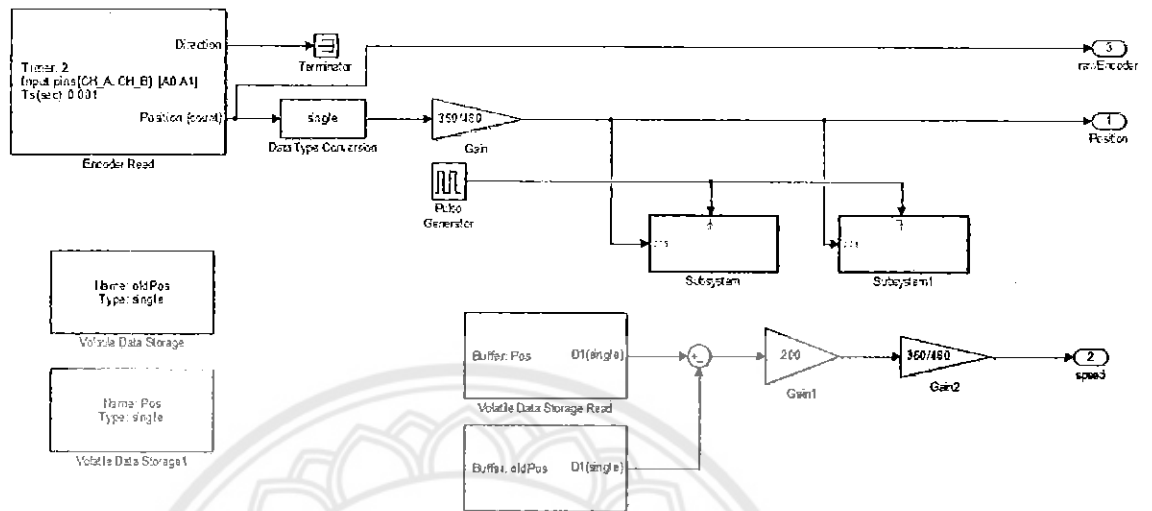 Direction
Timer: 2
Input pins(CH_A, CH_B) [A0 A1]
Ts(sec) 0.001
Position (count)
Encoder Read
Terminator
3
rawEncoder
single
Data Type Conversion
360/480
Gain
1
Position
Pulse
Generator
Subsystem
Subsystem1
Name: oldPos
Type: single
Volatile Data Storage
Name: Pos
Type: single
Volatile Data Storage1
Buffer: Pos
D1(single)
Volatile Data Storage Read
Buffer: oldPos
D1(single)
200
Gain1
360/480
Gain2
2
speed